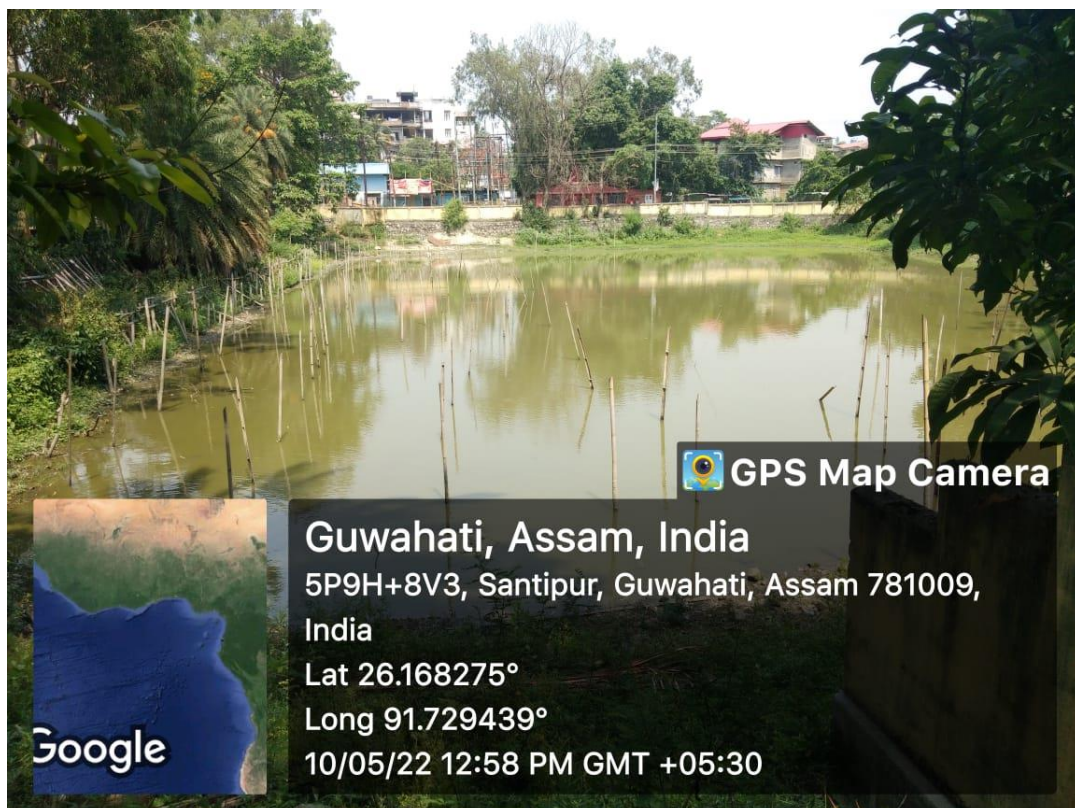 GPS Map Camera
Guwahati, Assam, India
5P9H+8V3, Santipur, Guwahati, Assam 781009,
India
Lat 26.168275°
Long 91.729439°
10/05/22 12:58 PM GMT +05:30
Google